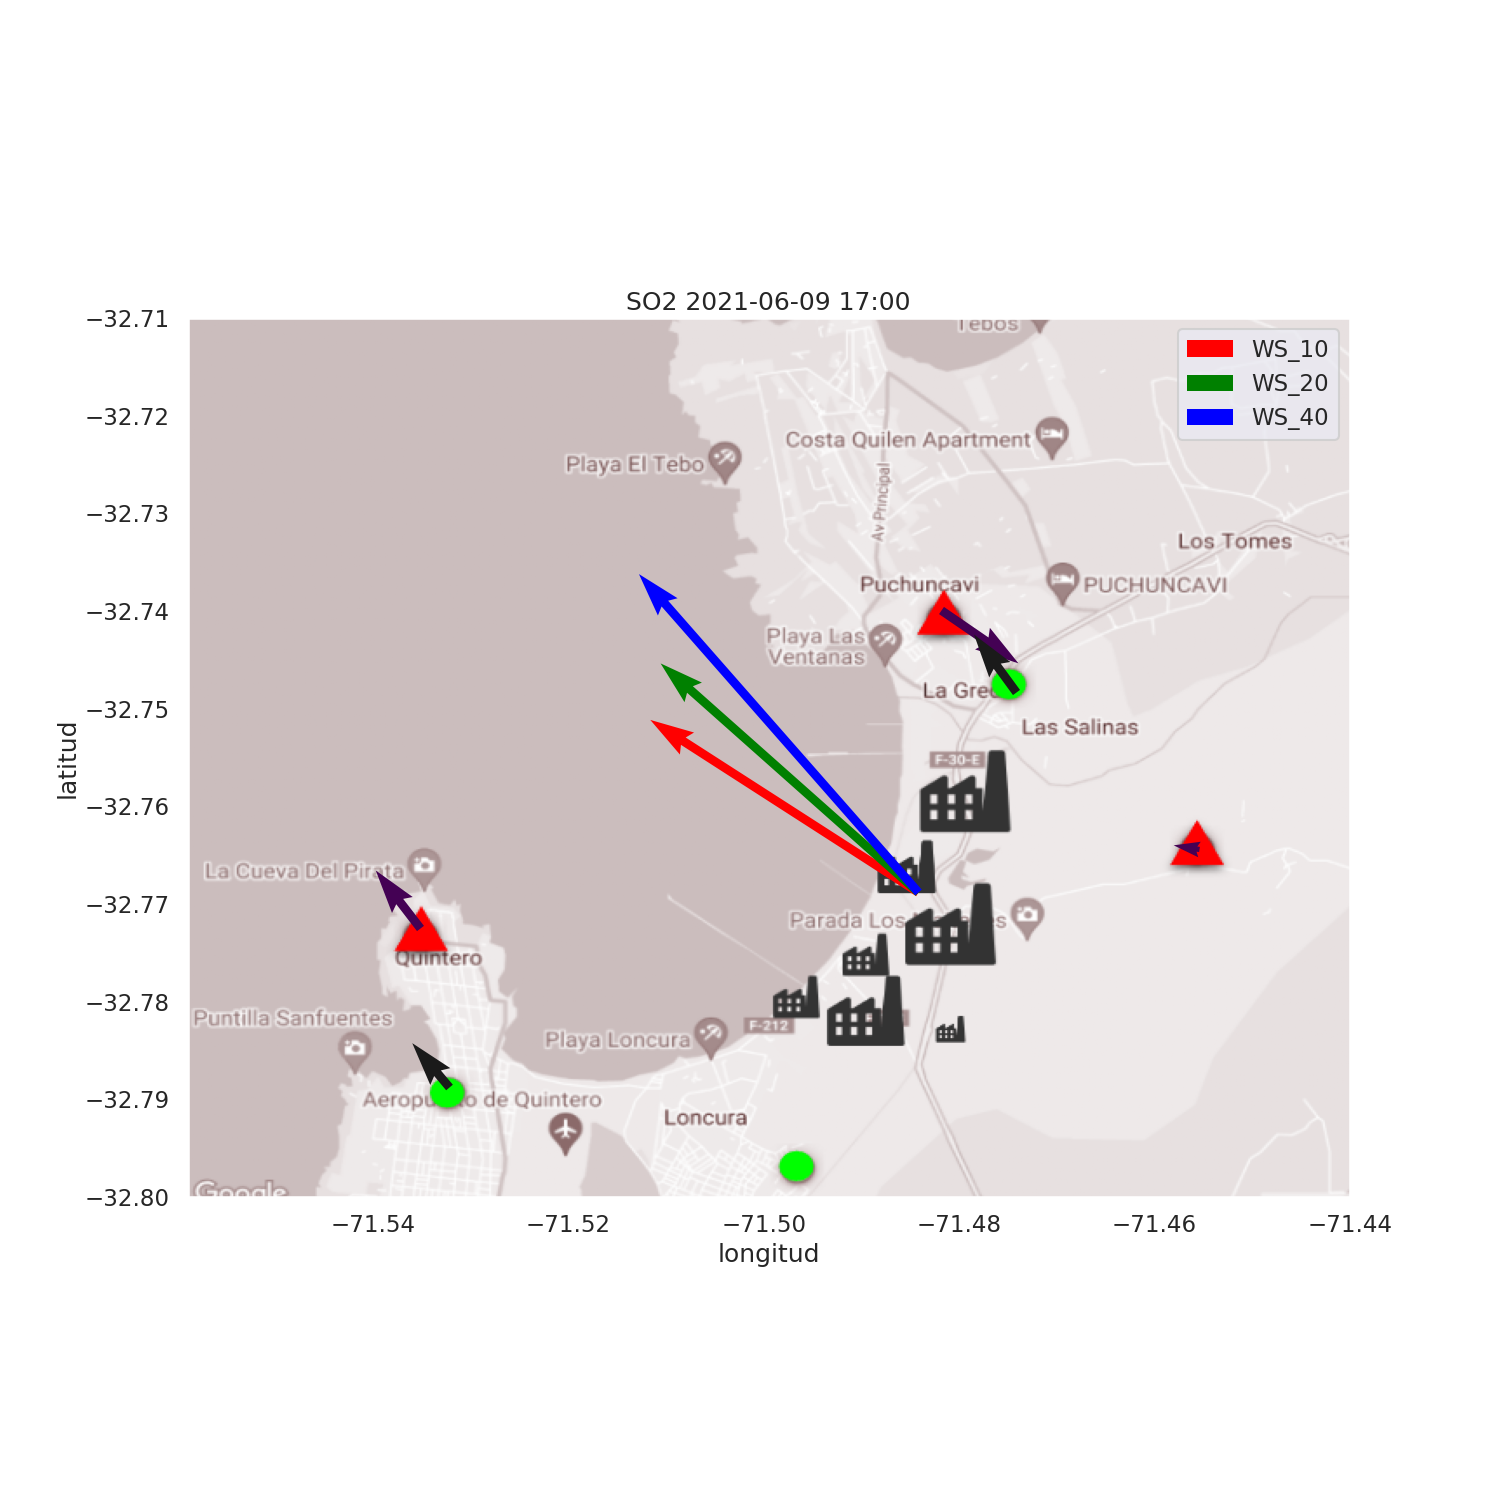 SO2 2021-06-09 17:00
−32.71
−32.72
−32.73
−32.74
−32.75
−32.76
−32.77
−32.78
−32.79
−32.80
latitud
Tebos
WS_10
WS_20
WS_40
Costa Quilen Apartment
Playa El Tebo
Av Principal
Los Tomes
Puchuncavi
PUCHUNCAVI
Playa Las
Ventanas
La Gre
Las Salinas
F-30-E
La Cueva Del Pirata
Parada Los
Quintero
Puntilla Sanfuentes
F-212
Playa Loncura
Aeropu to de Quintero
Loncura
Google
−71.54
−71.52
−71.50
−71.48
−71.46
−71.44
longitud